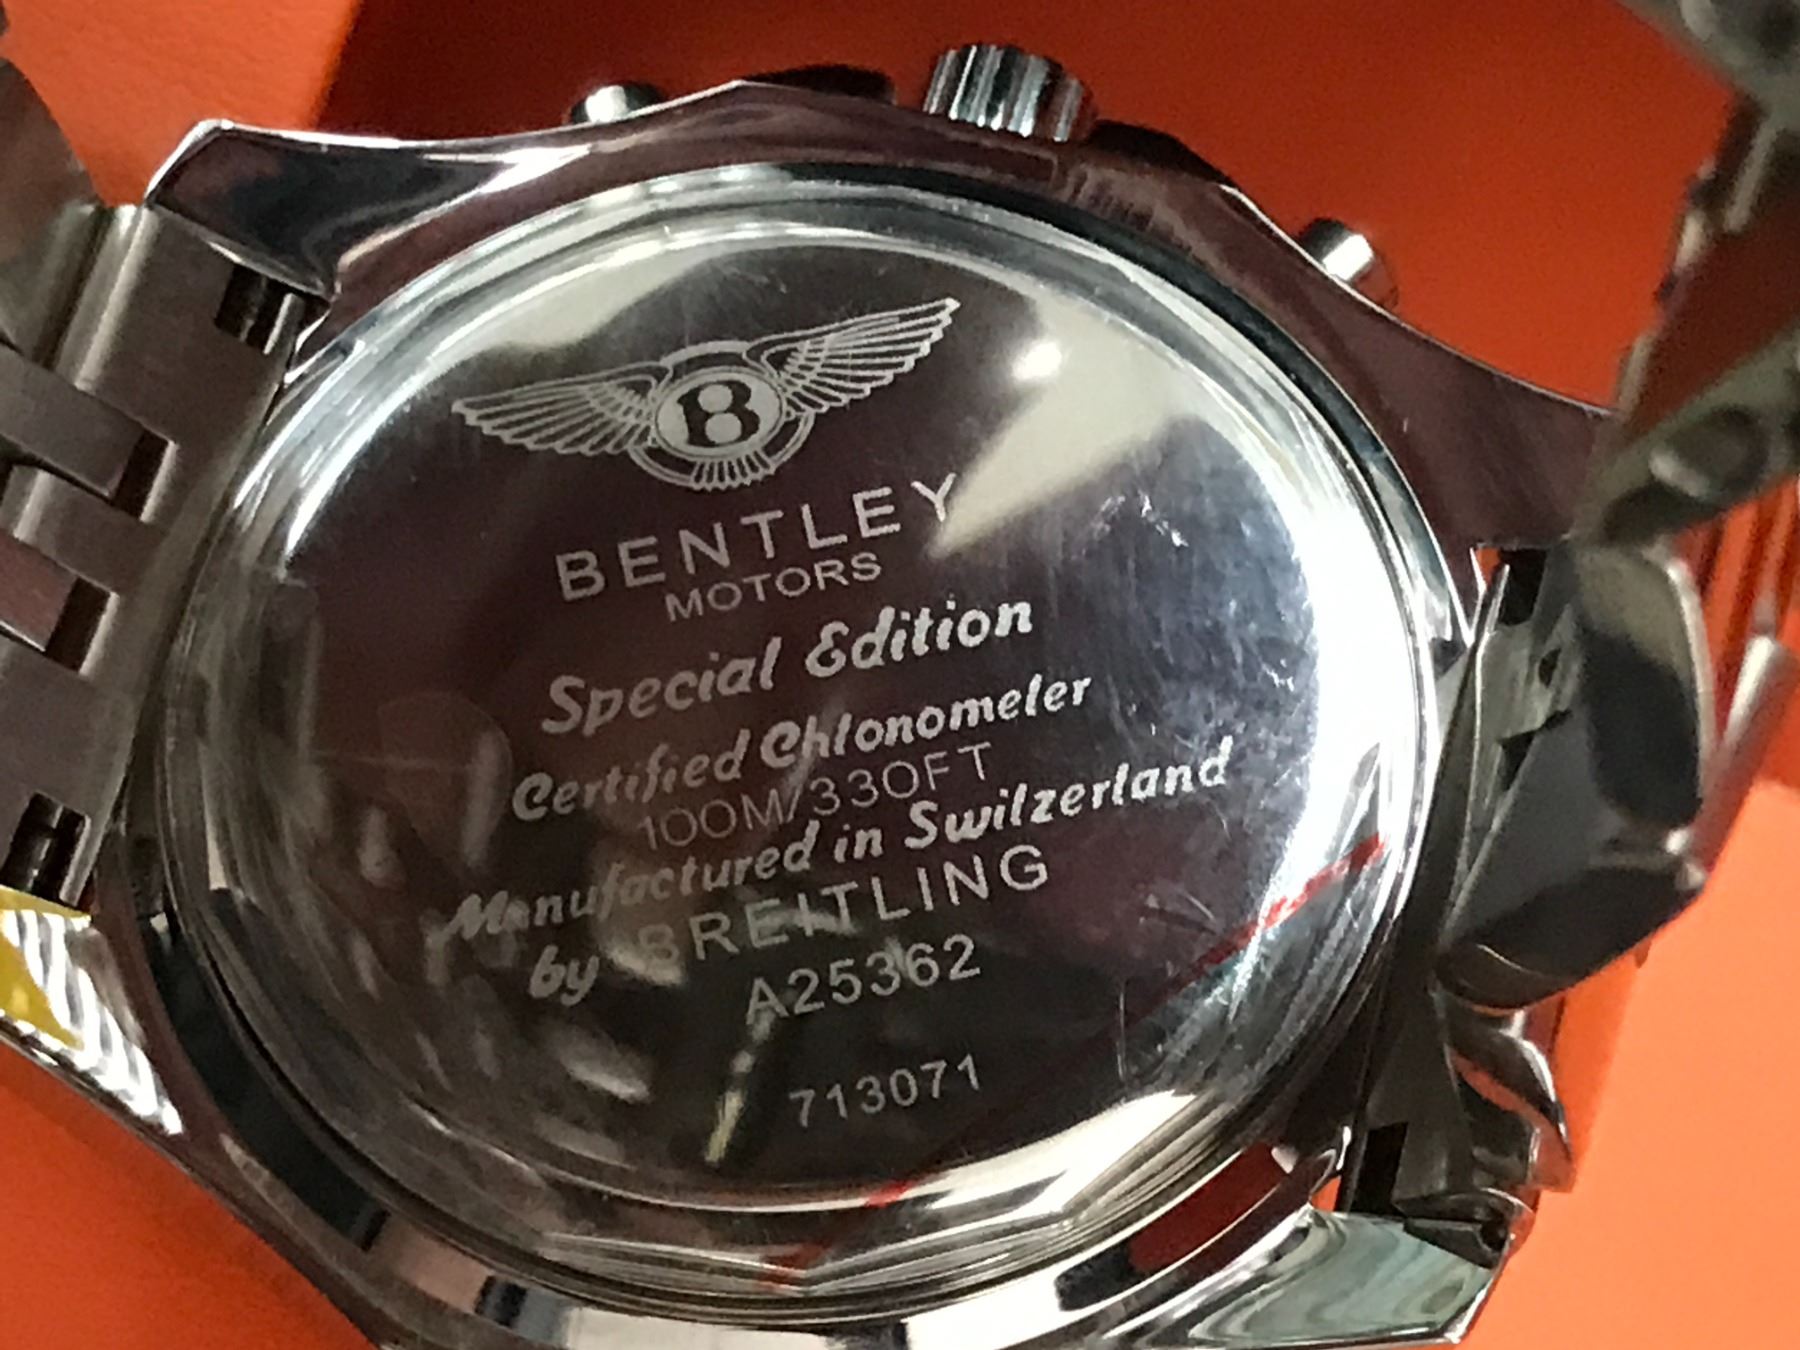 B
BENTLEY
MOTORS
Special Edition
Certified Chlonomeler
100M/330FT
Manufactured in Swilzerland
by BREITLING
A25362
713071